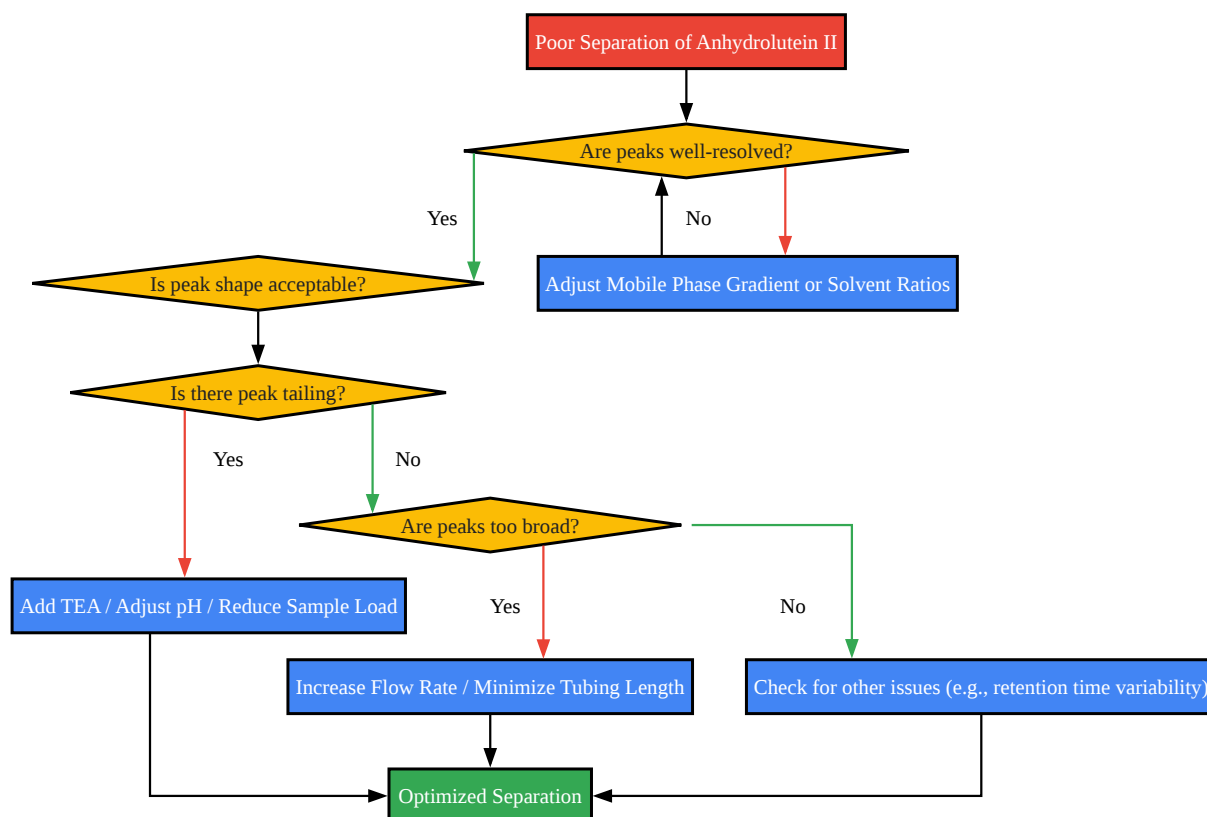 Poor Separation of Anhydrolutein II
Are peaks well-resolved?
Yes
No
Is peak shape acceptable?
Adjust Mobile Phase Gradient or Solvent Ratios
Is there peak tailing?
Yes
No
Are peaks too broad?
Add TEA / Adjust pH / Reduce Sample Load
Yes
No
Increase Flow Rate / Minimize Tubing Length
Check for other issues (e.g., retention time variability)
Optimized Separation